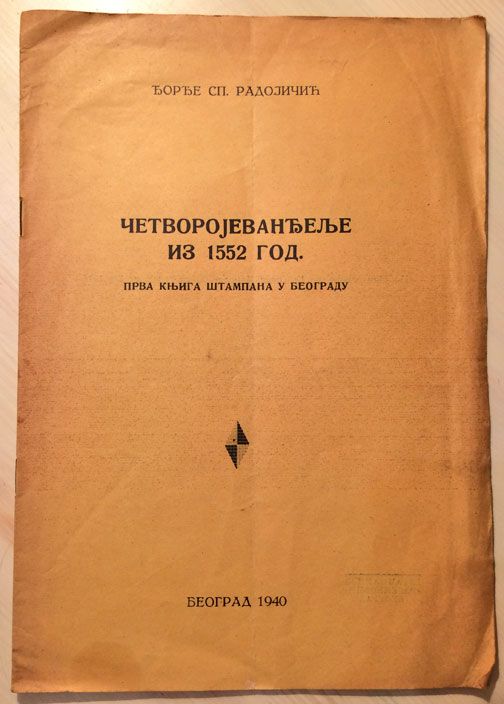 ЂОРЂЕ СП. РАДОЈИЧИЋ
ЧЕТВОРОЈЕВАНЂЕЉЕ
ИЗ 1552 ГОД.
ПРВА КЊИГА ШТАМПАНА У БЕОГРАДУ
БЕОГРАД 1940